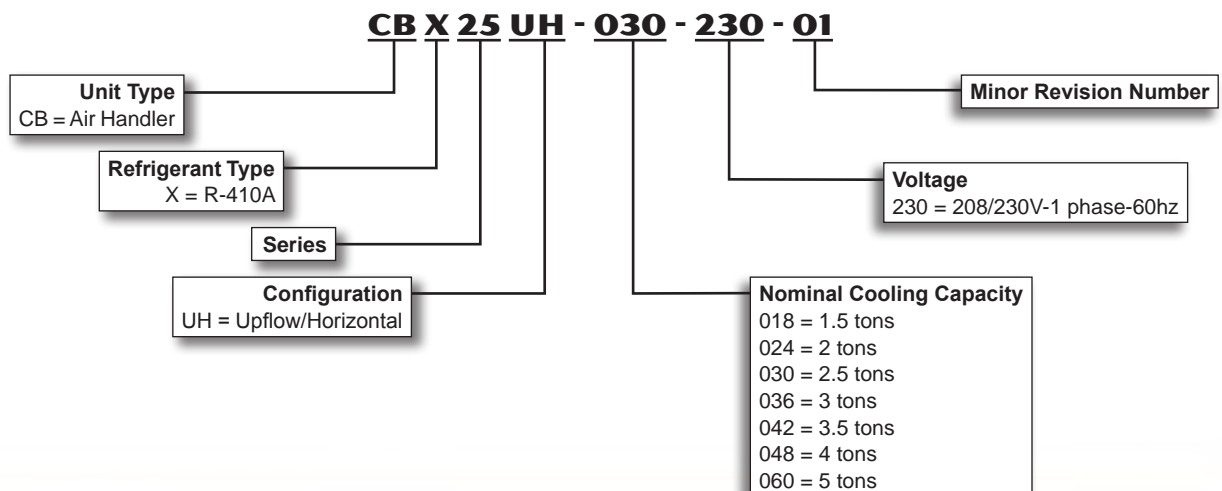 CB X 25 UH - 030 - 230 - 01
Unit Type
CB = Air Handler
Refrigerant Type
X = R-410A
Series
Configuration
UH = Upflow/Horizontal
Minor Revision Number
Voltage
230 = 208/230V-1 phase-60hz
Nominal Cooling Capacity
018 = 1.5 tons
024 = 2 tons
030 = 2.5 tons
036 = 3 tons
042 = 3.5 tons
048 = 4 tons
060 = 5 tons